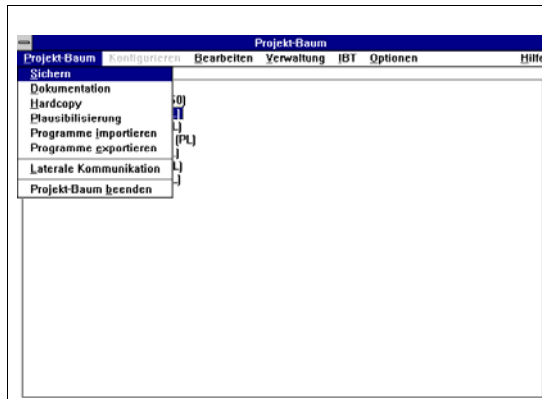 Projekt-Baum
Projekt-Baum Konfigurieren Bearbeiten Verwaltung IBT Optionen Hilfe
Sichern
Dokumentation
Hardcopy
Plausibilisierung
Programme importieren (PL)
Programme exportieren
Laterale Kommunikation
Projekt-Baum beenden